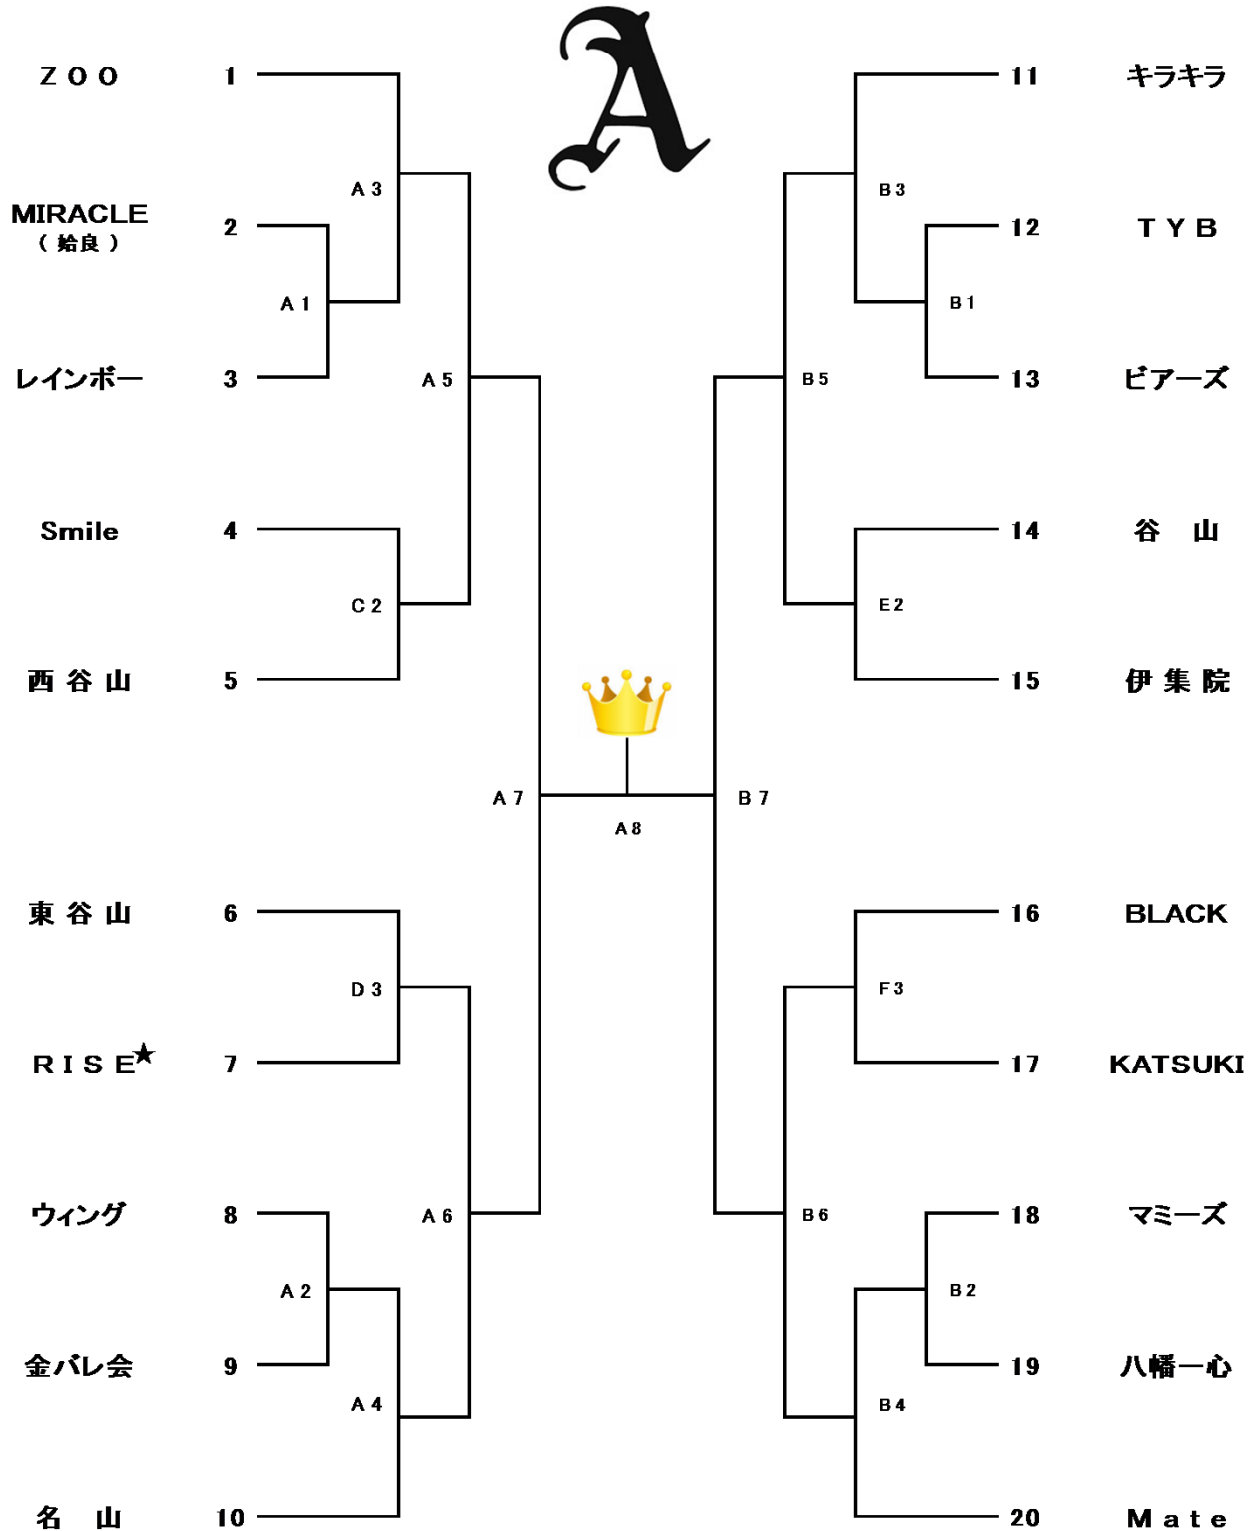 A
ZOO 1
MIRACLE
(姶良) 2
レインボー 3
Smile 4
西谷山 5
東谷山 6
RISE★ 7
ウィング 8
金バレ会 9
名山 10
A3
A1
A5
C2
A7
D3
A6
A2
A4
A8
11 キラキラ
12 TYB
13 ビアーズ
14 谷山
15 伊集院
16 BLACK
17 KATSUKI
18 マミーズ
19 八幡一心
20 Mate
B3
B1
B5
E2
B7
F3
B6
B2
B4